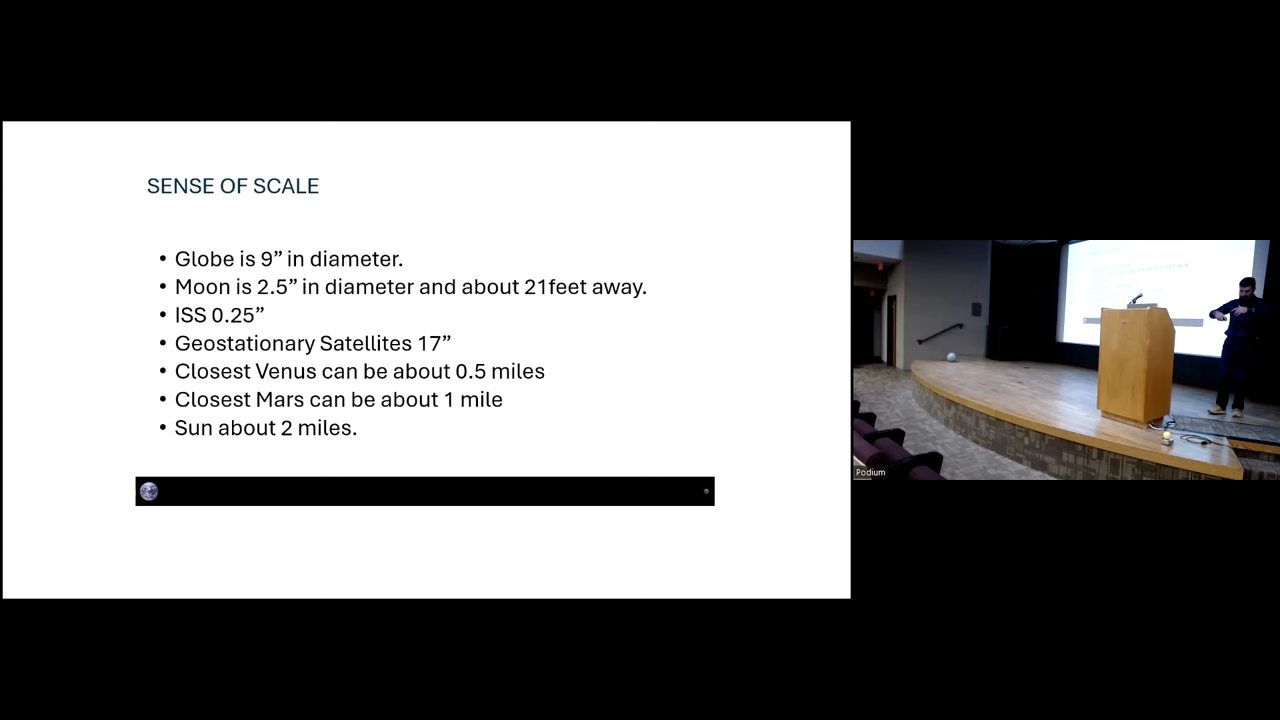 SENSE OF SCALE
• Globe is 9” in diameter.
• Moon is 2.5” in diameter and about 21feet away.
• ISS 0.25”
• Geostationary Satellites 17”
• Closest Venus can be about 0.5 miles
• Closest Mars can be about 1 mile
• Sun about 2 miles.
Podium